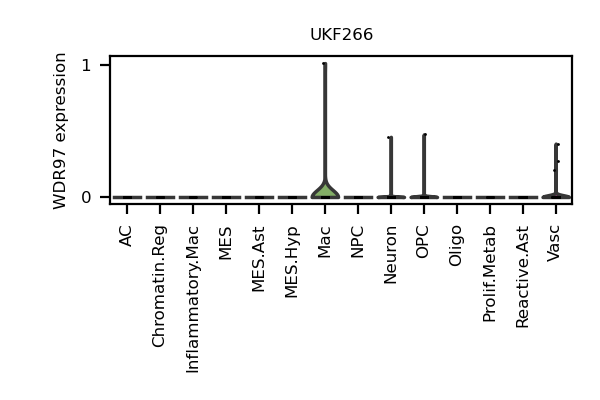 UKF266
WDR97 expression
1
0
AC
Chromatin.Reg
Inflammatory.Mac
MES
MES.Ast
MES.Hyp
Mac
NPC
Neuron
OPC
Oligo
Prolif.Metab
Reactive.Ast
Vasc